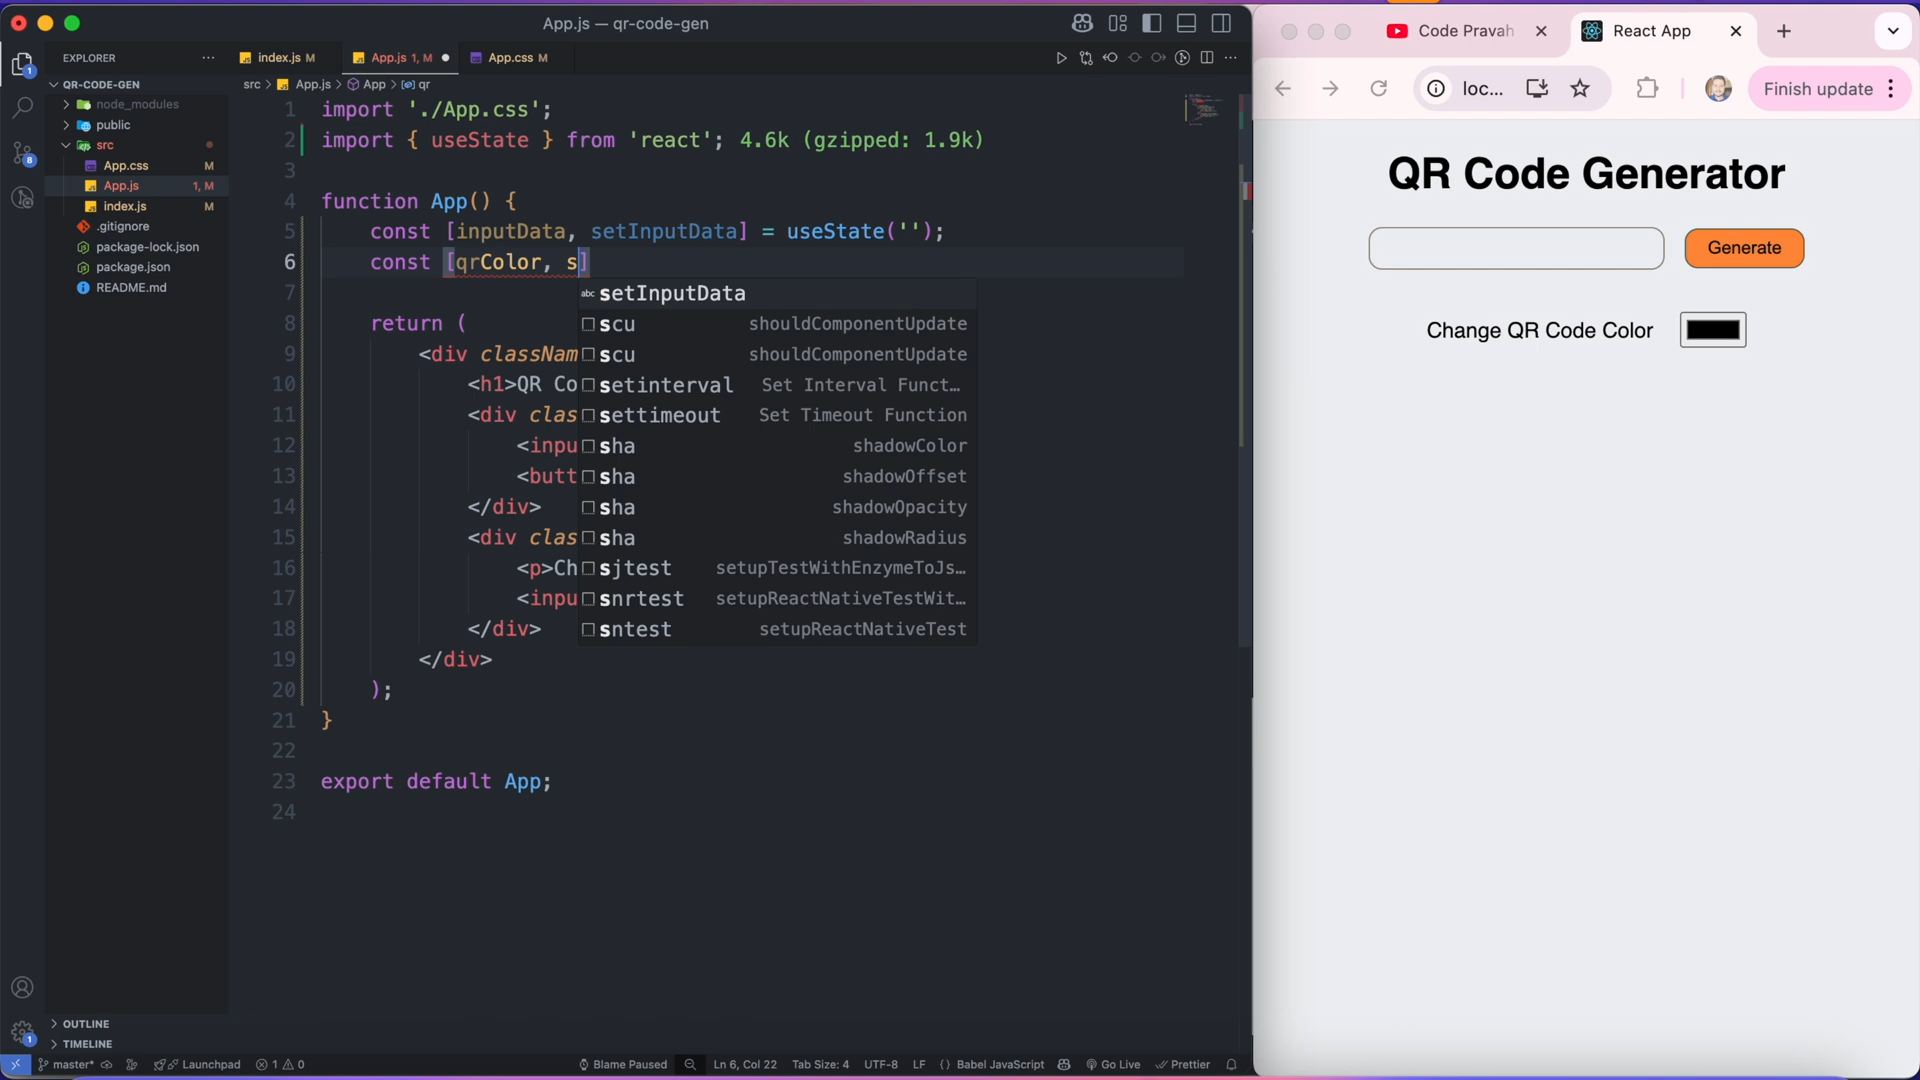 App.js — qr-code-gen
EXPLORER
QR-CODE-GEN
node_modules
public
src
App.css M
App.js 1, M
index.js M
.gitignore
package-lock.json
package.json
README.md
OUTLINE
TIMELINE
index.js M
App.js 1, M
App.css M
src > App.js > App > qr
1 import './App.css';
2 import { useState } from 'react'; 4.6k (gzipped: 1.9k)
3
4 function App() {
5 const [inputData, setInputData] = useState('');
6 const [qrColor, s]
7
8 return (
9 <div classNam
10 <h1>QR Co
11 <div clas
12 <inpu
13 <butt
14 </div>
15 <div clas
16 <p>Ch
17 <inpu
18 </div>
19 </div>
20 );
21 }
22
23 export default App;
24
abc setInputData
scu shouldComponentUpdate
scu shouldComponentUpdate
setinterval Set Interval Funct…
settimeout Set Timeout Function
sha shadowColor
sha shadowOffset
sha shadowOpacity
sha shadowRadius
sjtest setupTestWithEnzymeToJs…
snrtest setupReactNativeTestWit…
sntest setupReactNativeTest
1
8
1
master* Launchpad 1 0 Blame Paused Ln 6, Col 22 Tab Size: 4 UTF-8 LF {} Babel JavaScript Go Live Prettier
Code Pravah
React App
loc...
Finish update
QR Code Generator
Generate
Change QR Code Color